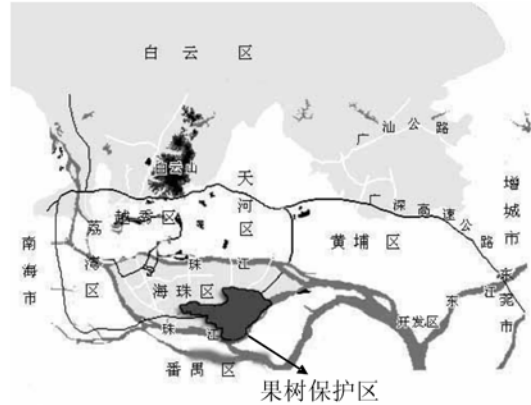 白云区
广汕公路
白云山
天河区
增城市
越秀区
荔湾区
广深高速公路
黄埔区
南海市
珠江
海珠区
东江
东莞市
开发区
珠江
番禺区
果树保护区